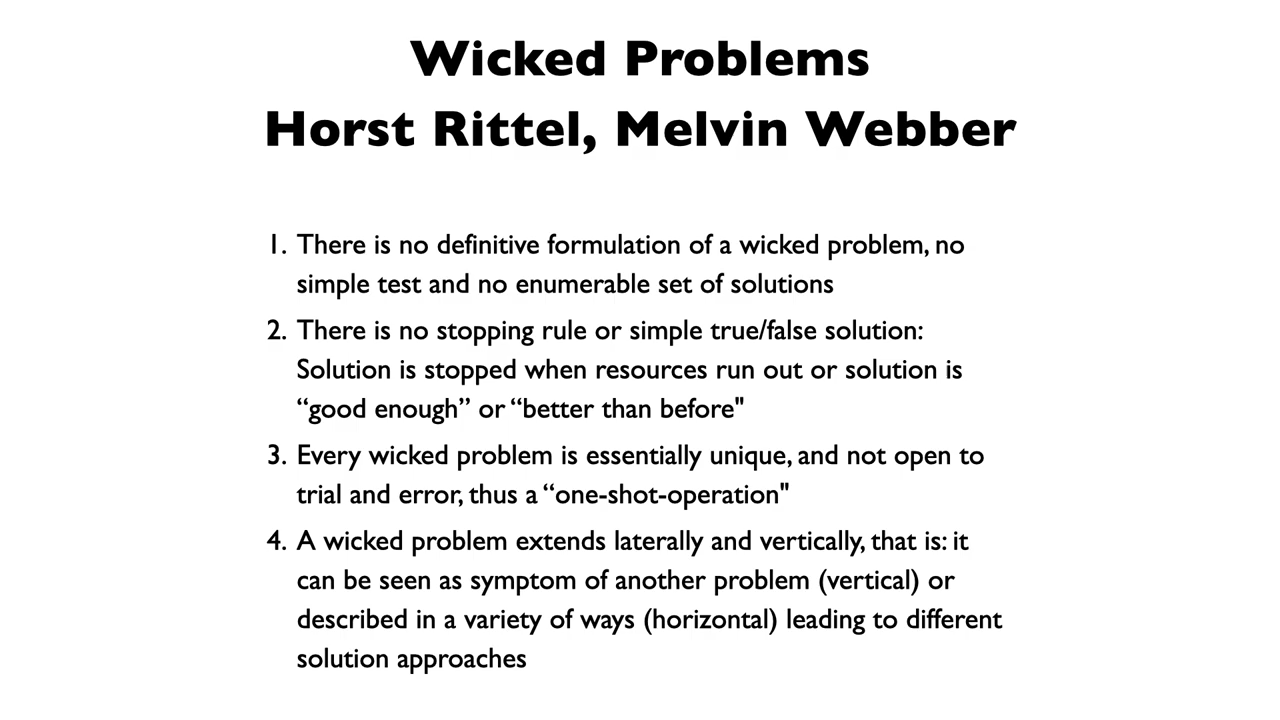 Wicked Problems
Horst Rittel, Melvin Webber
1. There is no definitive formulation of a wicked problem, no
simple test and no enumerable set of solutions
2. There is no stopping rule or simple true/false solution:
Solution is stopped when resources run out or solution is
“good enough” or “better than before"
3. Every wicked problem is essentially unique, and not open to
trial and error, thus a “one-shot-operation"
4. A wicked problem extends laterally and vertically, that is: it
can be seen as symptom of another problem (vertical) or
described in a variety of ways (horizontal) leading to different
solution approaches